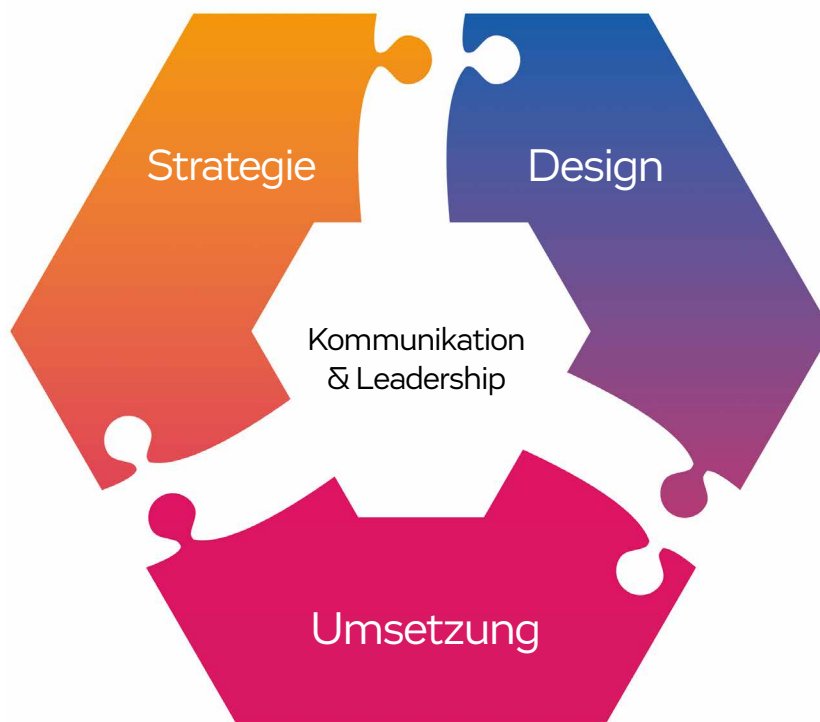 Strategie
Design
Kommunikation
& Leadership
Umsetzung